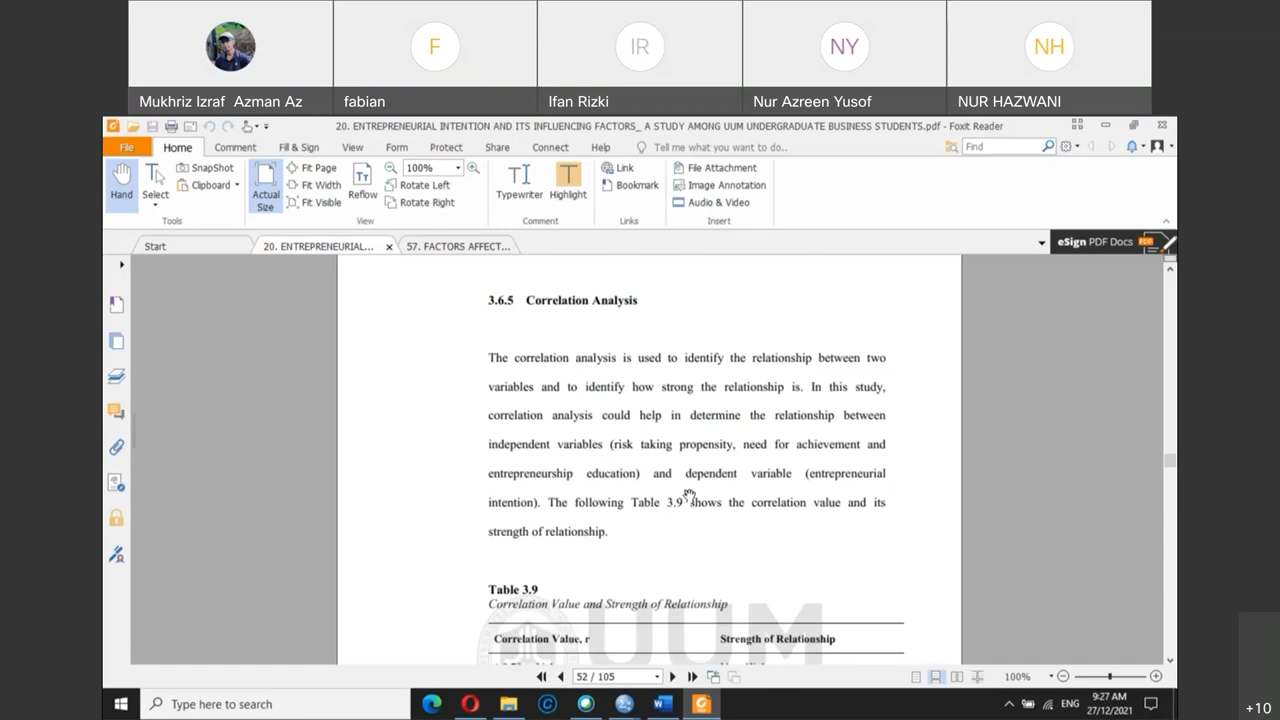 F
IR
NY
NH
Mukhriz Izraf Azman Az
fabian
Ifan Rizki
Nur Azreen Yusof
NUR HAZWANI
20. ENTREPRENEURIAL INTENTION AND ITS INFLUENCING FACTORS_ A STUDY AMONG UUM UNDERGRADUATE BUSINESS STUDENTS.pdf - Foxit Reader
File Home Comment Fill & Sign View Form Protect Share Connect Help Tell me what you want to do.. Find
Hand
Select
SnapShot
Clipboard
Tools
Actual Size
Fit Page
Fit Width
Fit Visible
Reflow
100%
Rotate Left
Rotate Right
View
Typewriter
Highlight
Comment
Link
Bookmark
Links
File Attachment
Image Annotation
Audio & Video
Insert
Start
20. ENTREPRENEURIAL...
57. FACTORS AFFECT...
eSign PDF Docs
3.6.5 Correlation Analysis
The correlation analysis is used to identify the relationship between two
variables and to identify how strong the relationship is. In this study,
correlation analysis could help in determine the relationship between
independent variables (risk taking propensity, need for achievement and
entrepreneurship education) and dependent variable (entrepreneurial
intention). The following Table 3.9 shows the correlation value and its
strength of relationship.
Table 3.9
Correlation Value and Strength of Relationship
UUM
Correlation Value, r Strength of Relationship
52 / 105
100%
Type here to search
ENG
9:27 AM
27/12/2021
+10